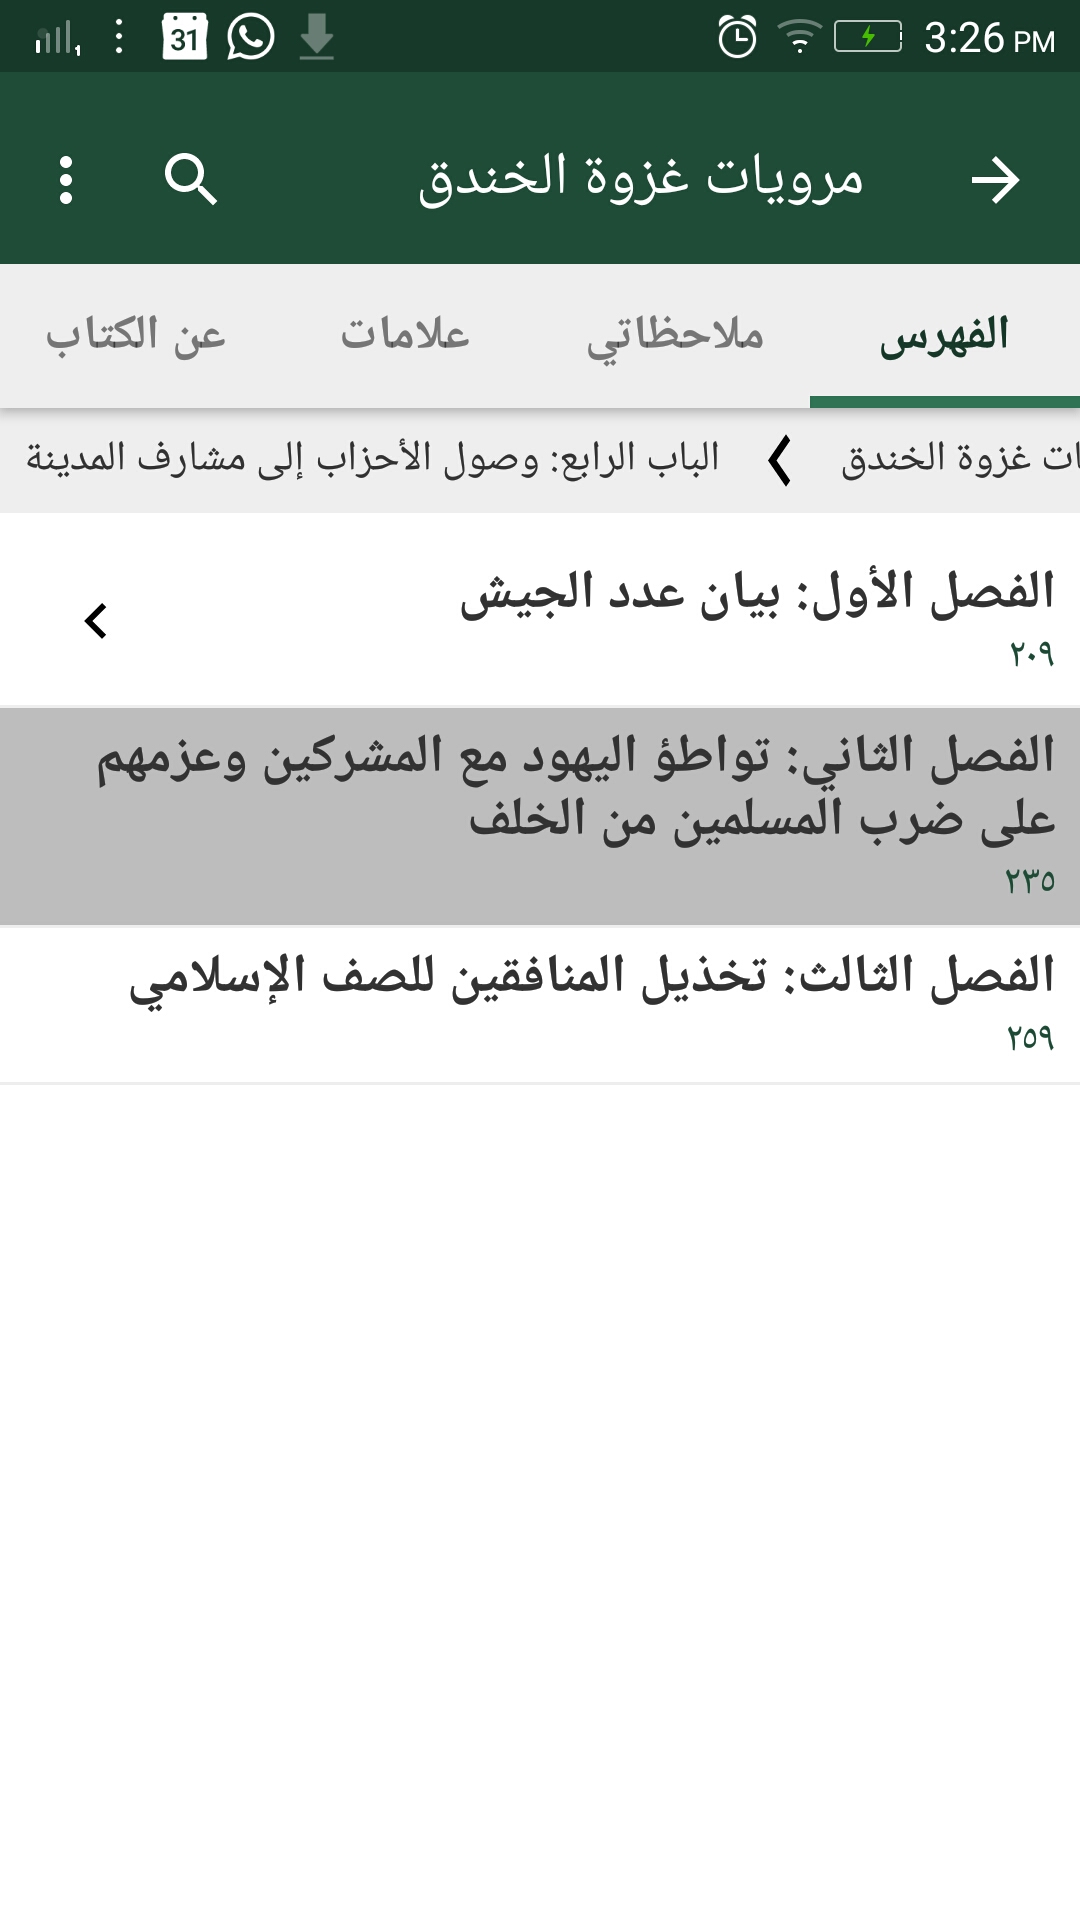 31
3:26 PM
مرويات غزوة الخندق
الفهرس ملاحظاتي علامات عن الكتاب
ات غزوة الخندق الباب الرابع: وصول الأحزاب إلى مشارف المدينة
الفصل الأول: بيان عدد الجيش
٢٠٩
الفصل الثاني: تواطؤ اليهود مع المشركين وعزمهم
على ضرب المسلمين من الخلف
٢٣٥
الفصل الثالث: تخذيل المنافقين للصف الإسلامي
٢٥٩